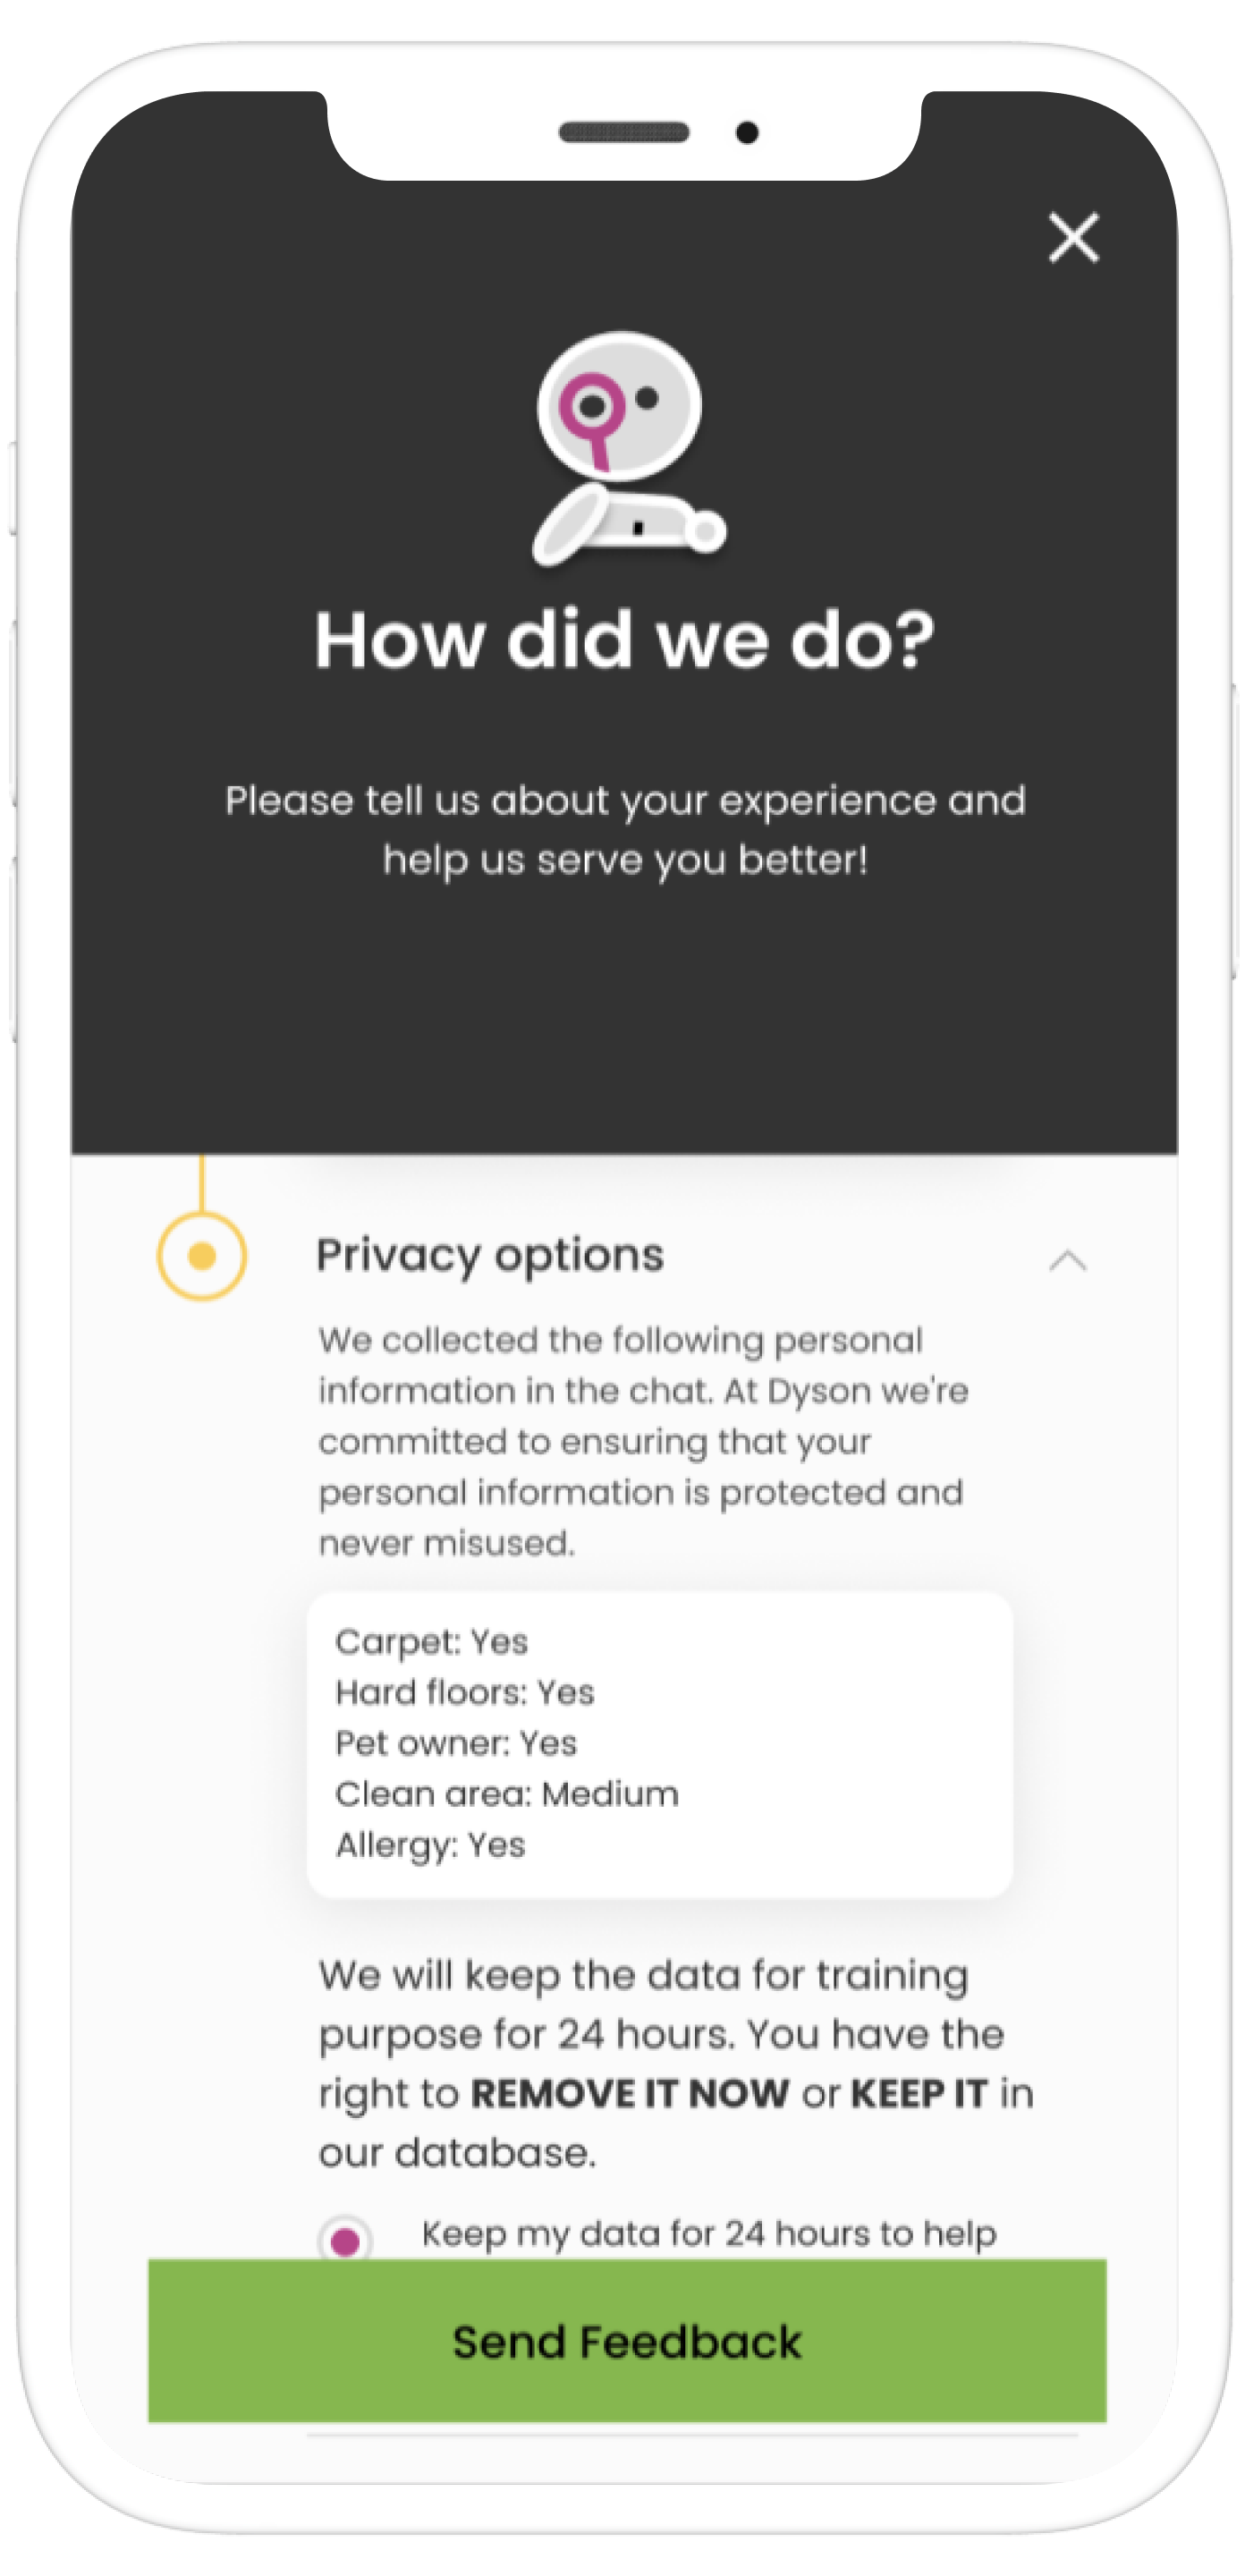 How did we do?
Please tell us about your experience and
help us serve you better!
Privacy options
We collected the following personal
information in the chat. At Dyson we're
committed to ensuring that your
personal information is protected and
never misused.
Carpet: Yes
Hard floors: Yes
Pet owner: Yes
Clean area: Medium
Allergy: Yes
We will keep the data for training
purpose for 24 hours. You have the
right to REMOVE IT NOW or KEEP IT in
our database.
Keep my data for 24 hours to help
Send Feedback